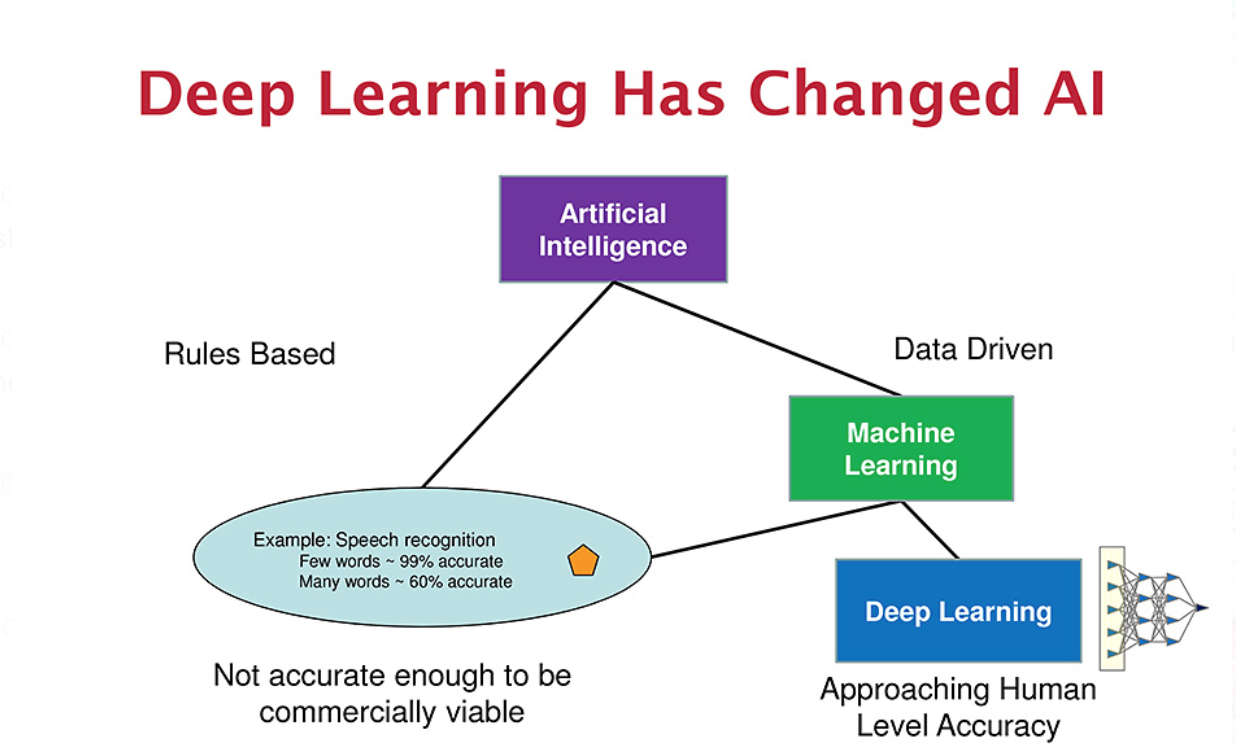 Deep Learning Has Changed AI
Artificial
Intelligence
Rules Based
Data Driven
Machine
Learning
Example: Speech recognition
Few words ~ 99% accurate
Many words ~ 60% accurate
Deep Learning
Not accurate enough to be
commercially viable
Approaching Human
Level Accuracy